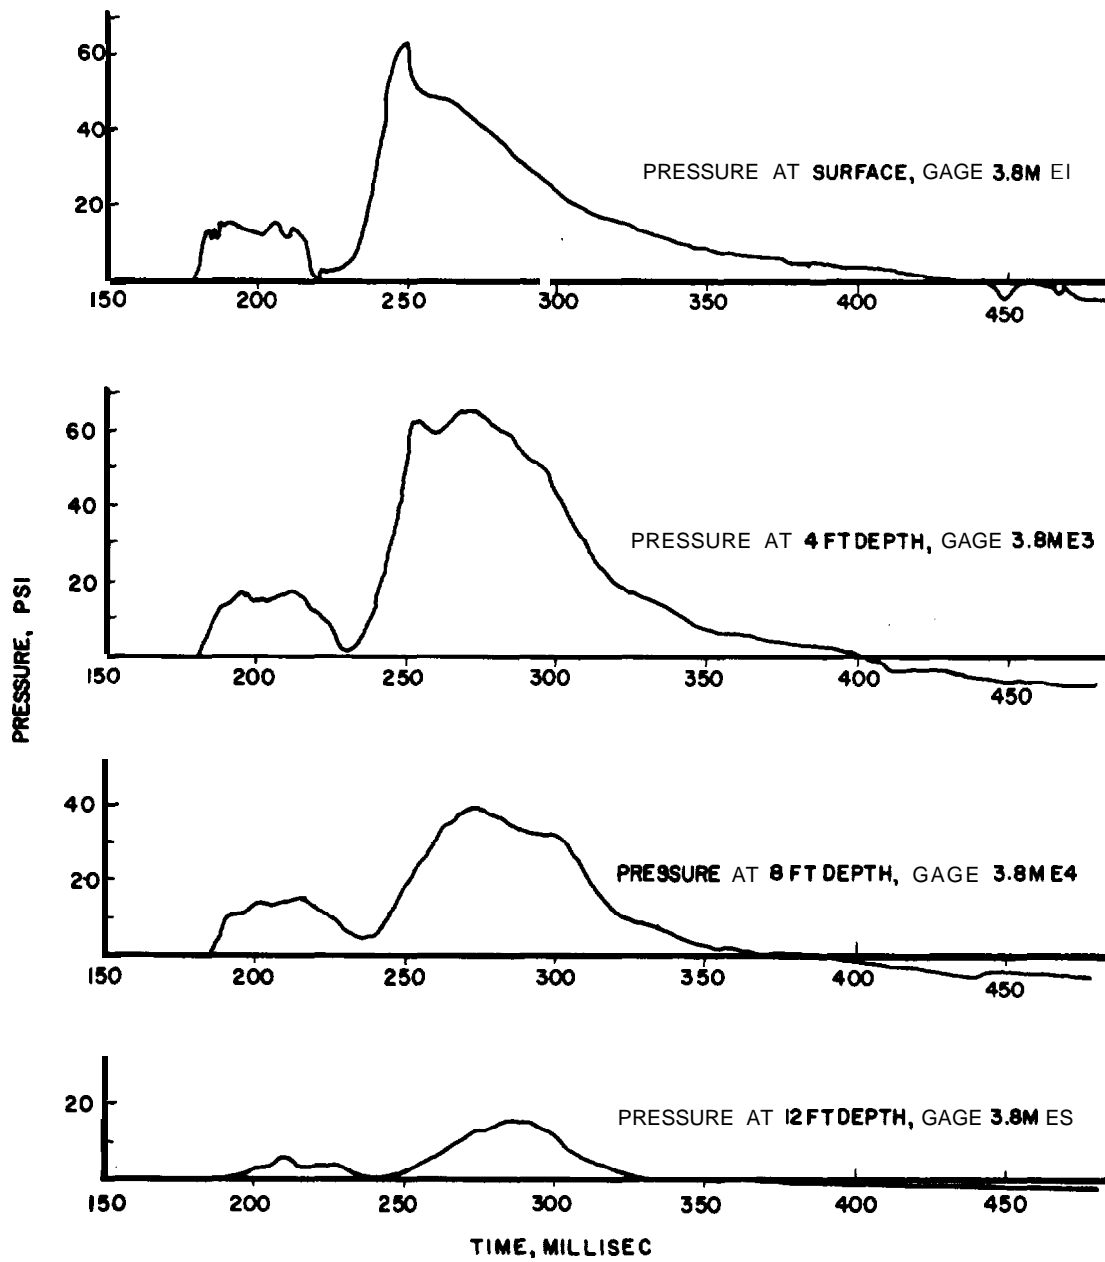 60
40
20
PRESSURE AT SURFACE, GAGE 3.8M EI
150 200 250 300 350 400 450
60
40
20
PRESSURE AT 4 FT DEPTH, GAGE 3.8M E3
150 200 250 300 350 400 450
PRESSURE, PSI
40
20
PRESSURE AT 8 FT DEPTH, GAGE 3.8M E4
150 200 250 300 350 400 450
20
PRESSURE AT 12 FT DEPTH, GAGE 3.8M ES
150 200 250 300 350 400 450
TIME, MILLISEC